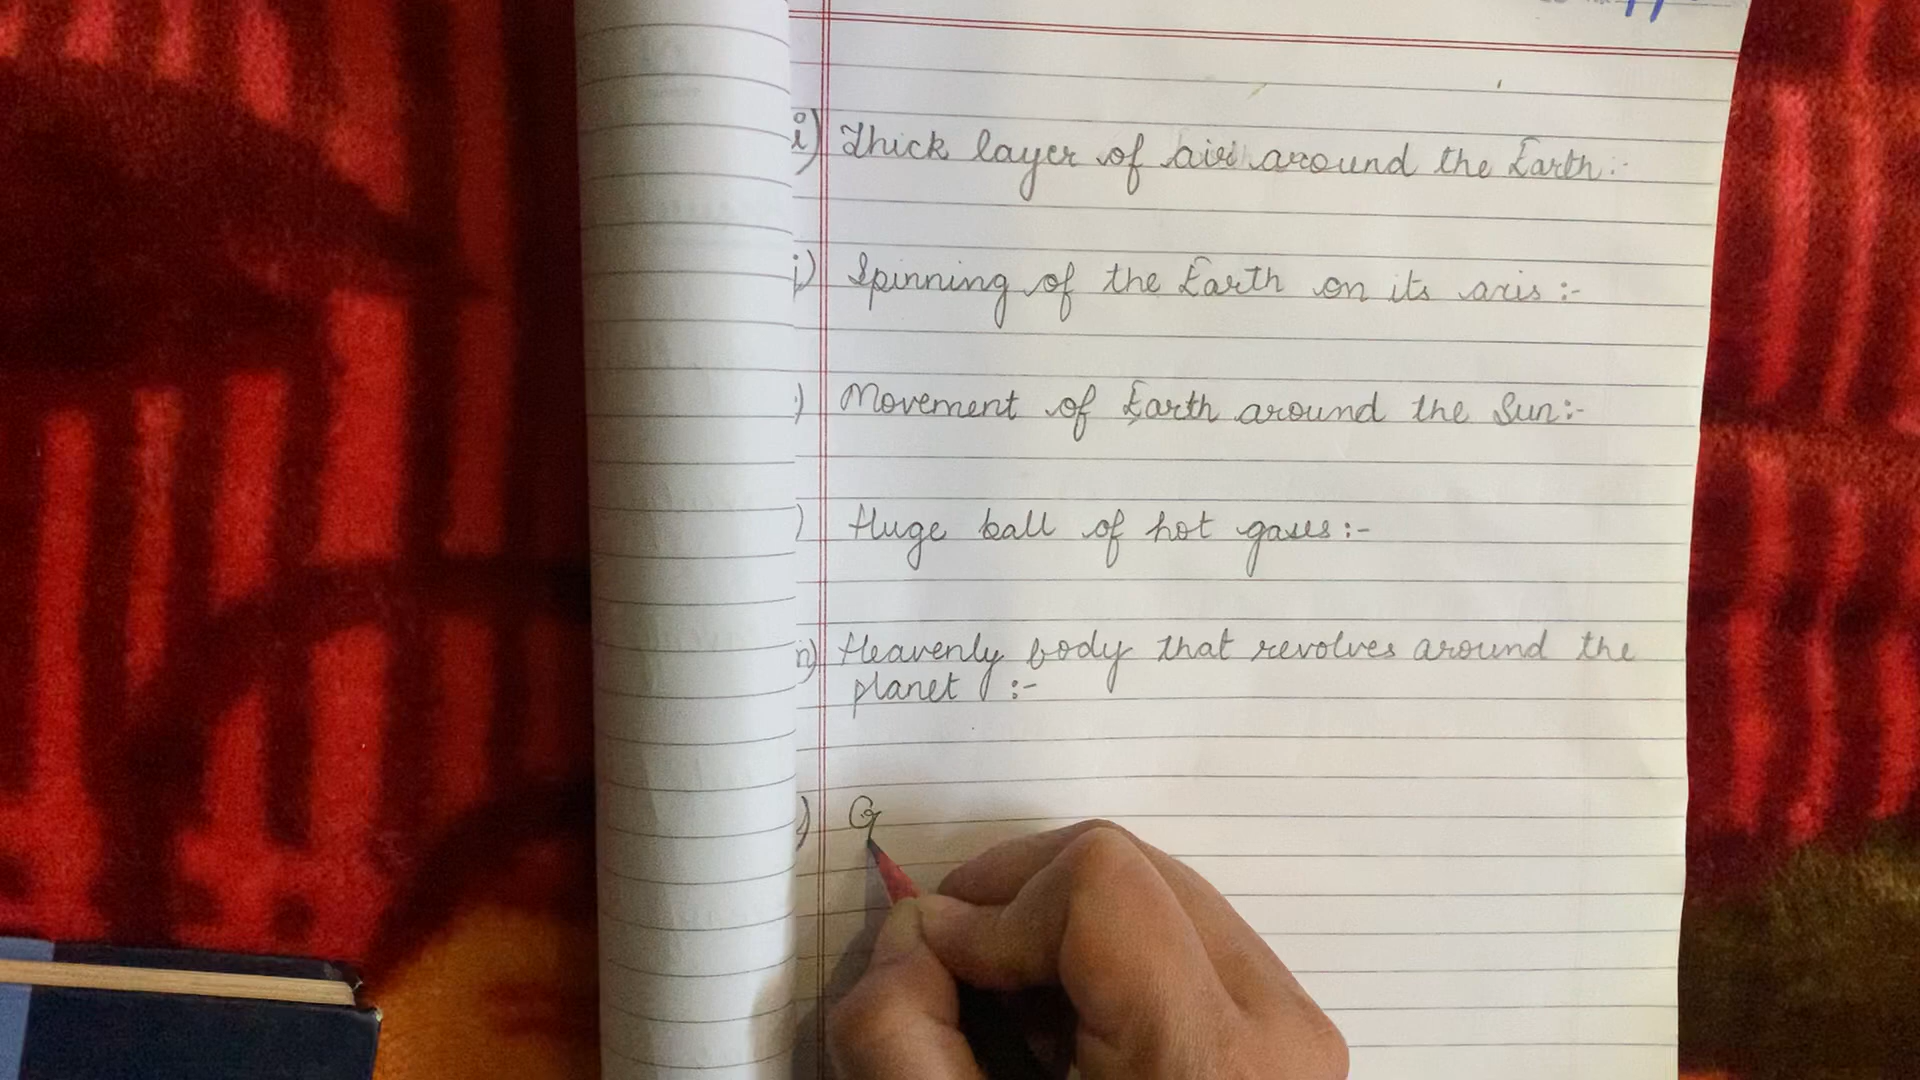 i) Thick layer of air around the Earth:-
j) Spinning of the Earth on its axis :-
) Movement of Earth around the Sun:-
) Huge ball of hot gases :-
n) Heavenly body that revolves around the
planet :-
) G